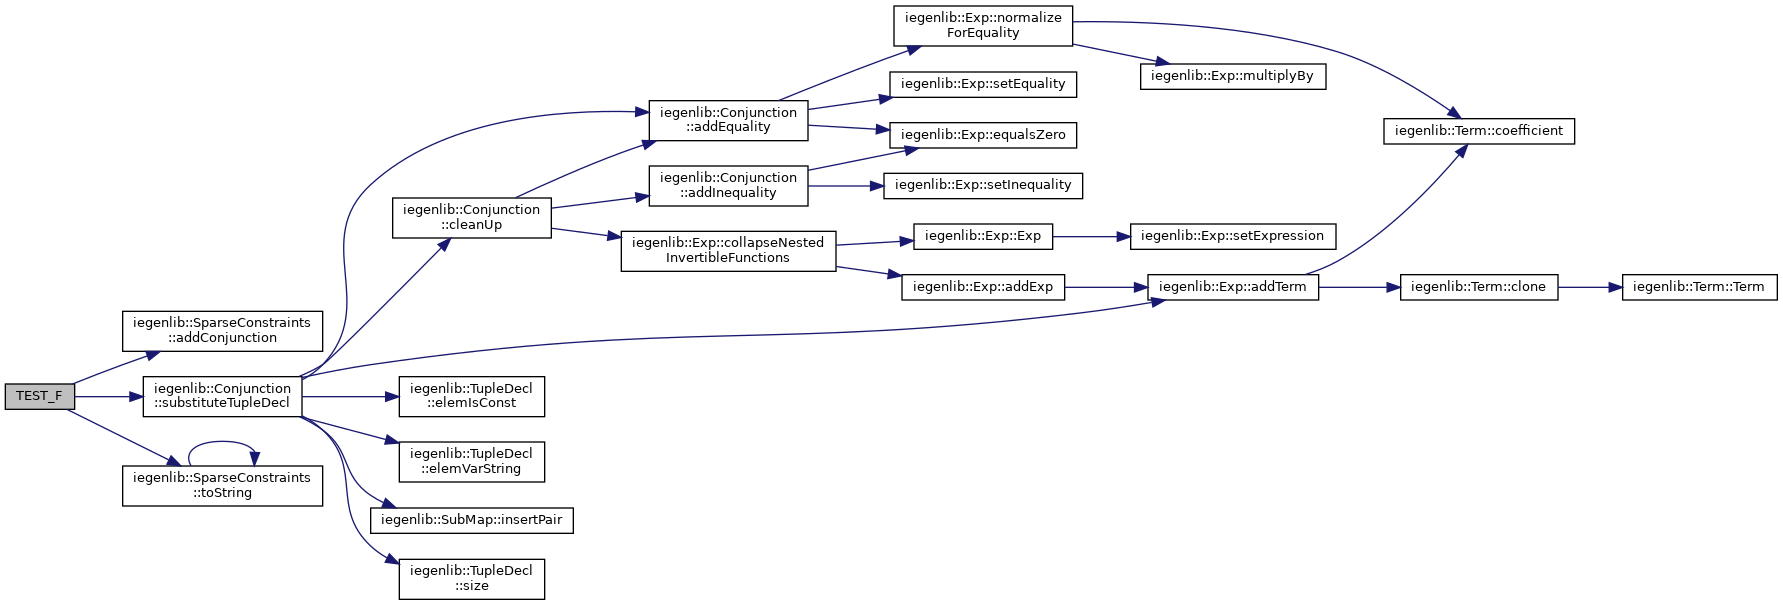 TEST_F
iegenlib::SparseConstraints
::addConjunction
iegenlib::Conjunction
::substituteTupleDecl
iegenlib::SparseConstraints
::toString
iegenlib::Conjunction
::cleanUp
iegenlib::TupleDecl
::elemIsConst
iegenlib::TupleDecl
::elemVarString
iegenlib::SubMap::insertPair
iegenlib::TupleDecl
::size
iegenlib::Conjunction
::addEquality
iegenlib::Conjunction
::addInequality
iegenlib::Exp::collapseNested
InvertibleFunctions
iegenlib::Exp::normalize
ForEquality
iegenlib::Exp::setEquality
iegenlib::Exp::equalsZero
iegenlib::Exp::setInequality
iegenlib::Exp::Exp
iegenlib::Exp::addExp
iegenlib::Exp::multiplyBy
iegenlib::Exp::setExpression
iegenlib::Exp::addTerm
iegenlib::Term::coefficient
iegenlib::Term::clone
iegenlib::Term::Term